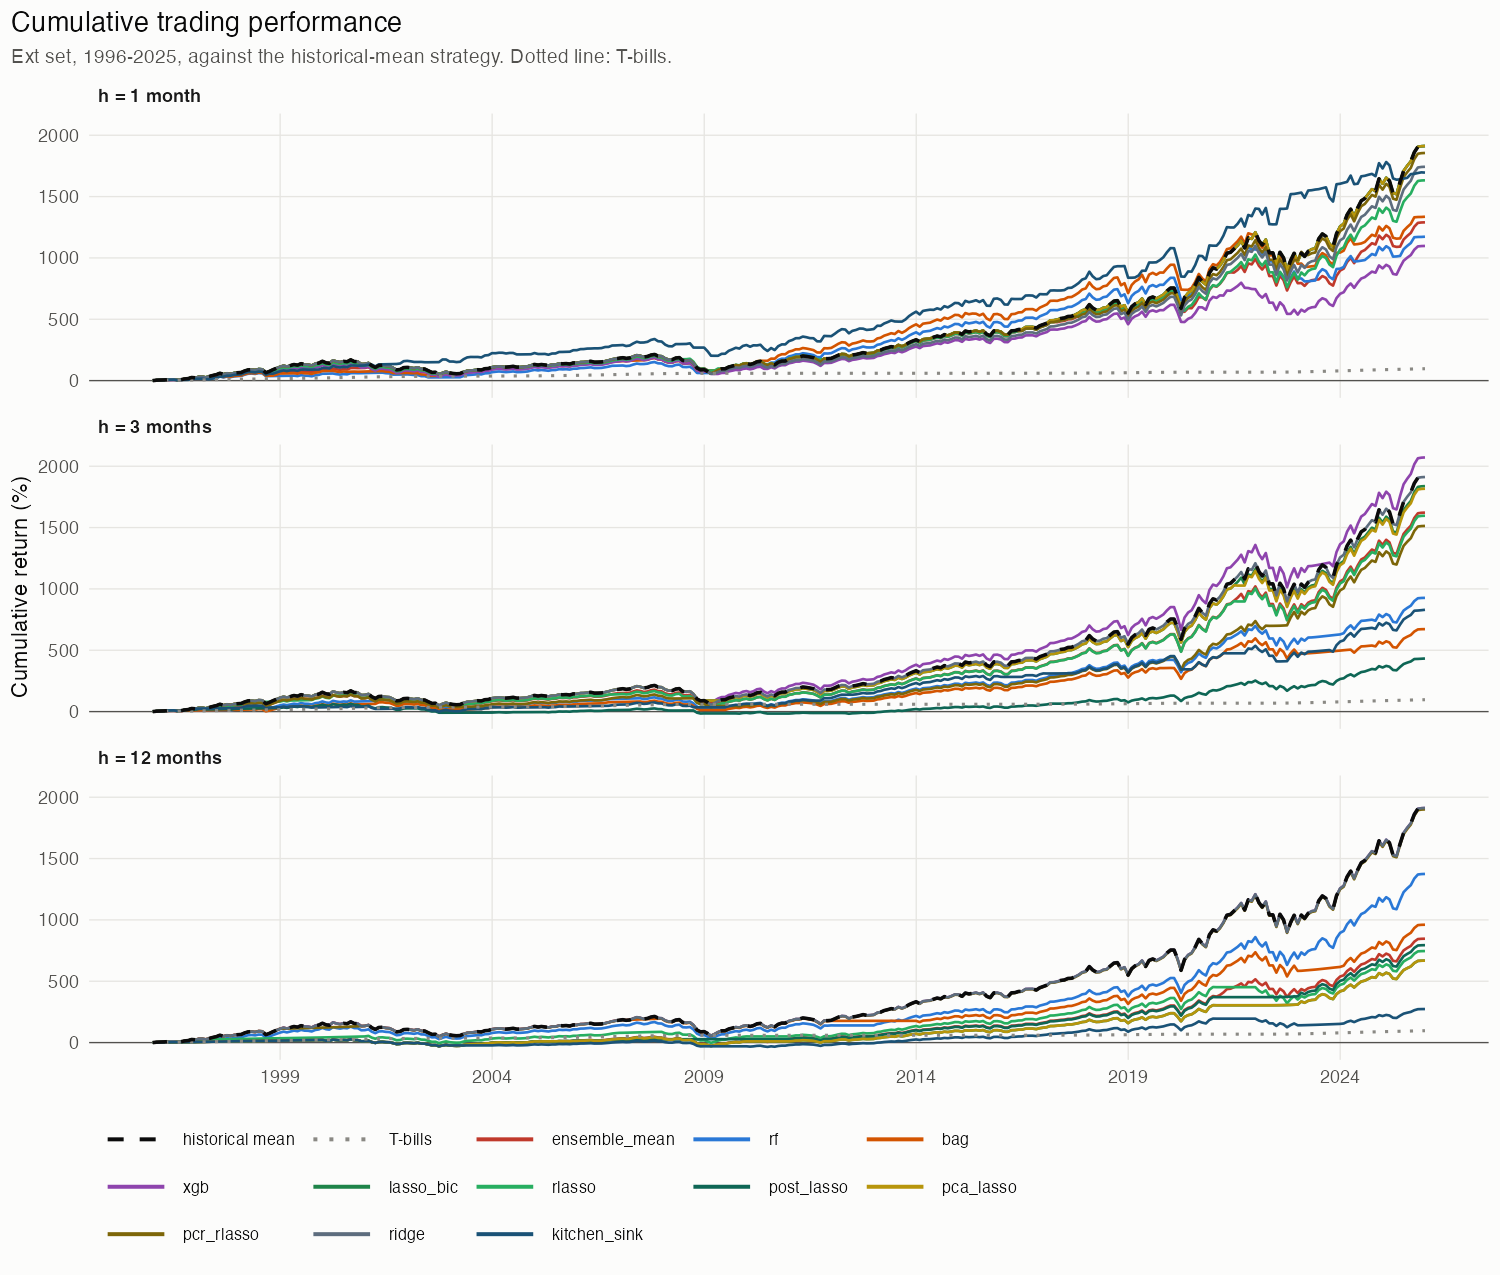 Cumulative trading performance
Ext set, 1996-2025, against the historical-mean strategy. Dotted line: T-bills.
h = 1 month
2000
1500
1000
500
0
h = 3 months
2000
1500
1000
500
0
Cumulative return (%)
h = 12 months
2000
1500
1000
500
0
1999 2004 2009 2014 2019 2024
historical mean T-bills ensemble_mean rf bag
xgb lasso_bic rlasso post_lasso pca_lasso
pcr_rlasso ridge kitchen_sink